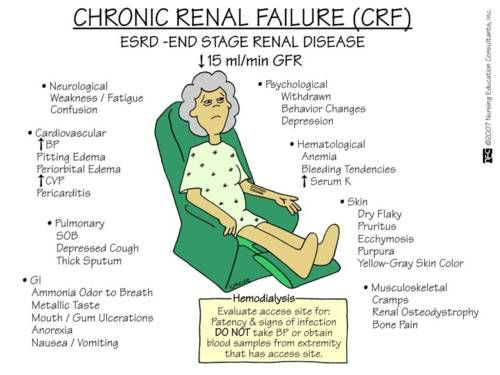 CHRONIC RENAL FAILURE (CRF)
ESRD -END STAGE RENAL DISEASE
↓15 ml/min GFR
• Neurological
Weakness / Fatigue
Confusion
• Cardiovascular
↑BP
Pitting Edema
Periorbital Edema
↑CVP
Pericarditis
• Pulmonary
SOB
Depressed Cough
Thick Sputum
• GI
Ammonia Odor to Breath
Metallic Taste
Mouth / Gum Ulcerations
Anorexia
Nausea / Vomiting
• Psychological
Withdrawn
Behavior Changes
Depression
• Hematological
Anemia
Bleeding Tendencies
↑ Serum K
• Skin
Dry Flaky
Pruritus
Ecchymosis
Purpura
Yellow-Gray Skin Color
• Musculoskeletal
Cramps
Renal Osteodystrophy
Bone Pain
Hemodialysis
Evaluate access site for:
Patency & signs of infection
DO NOT take BP or obtain
blood samples from extremity
that has access site.
©2007 Nursing Education Consultants, Inc.